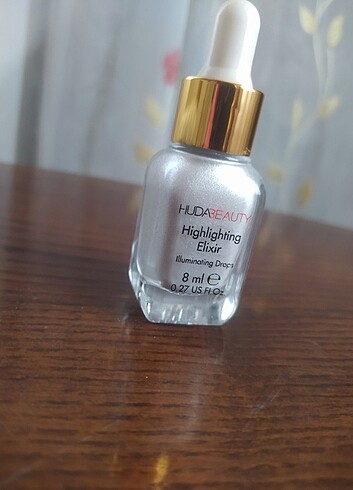 HUDABEAUTY
Highlighting
Elixir
Illuminating Drops
8 ml ℮
0,27 US Fl.Oz.